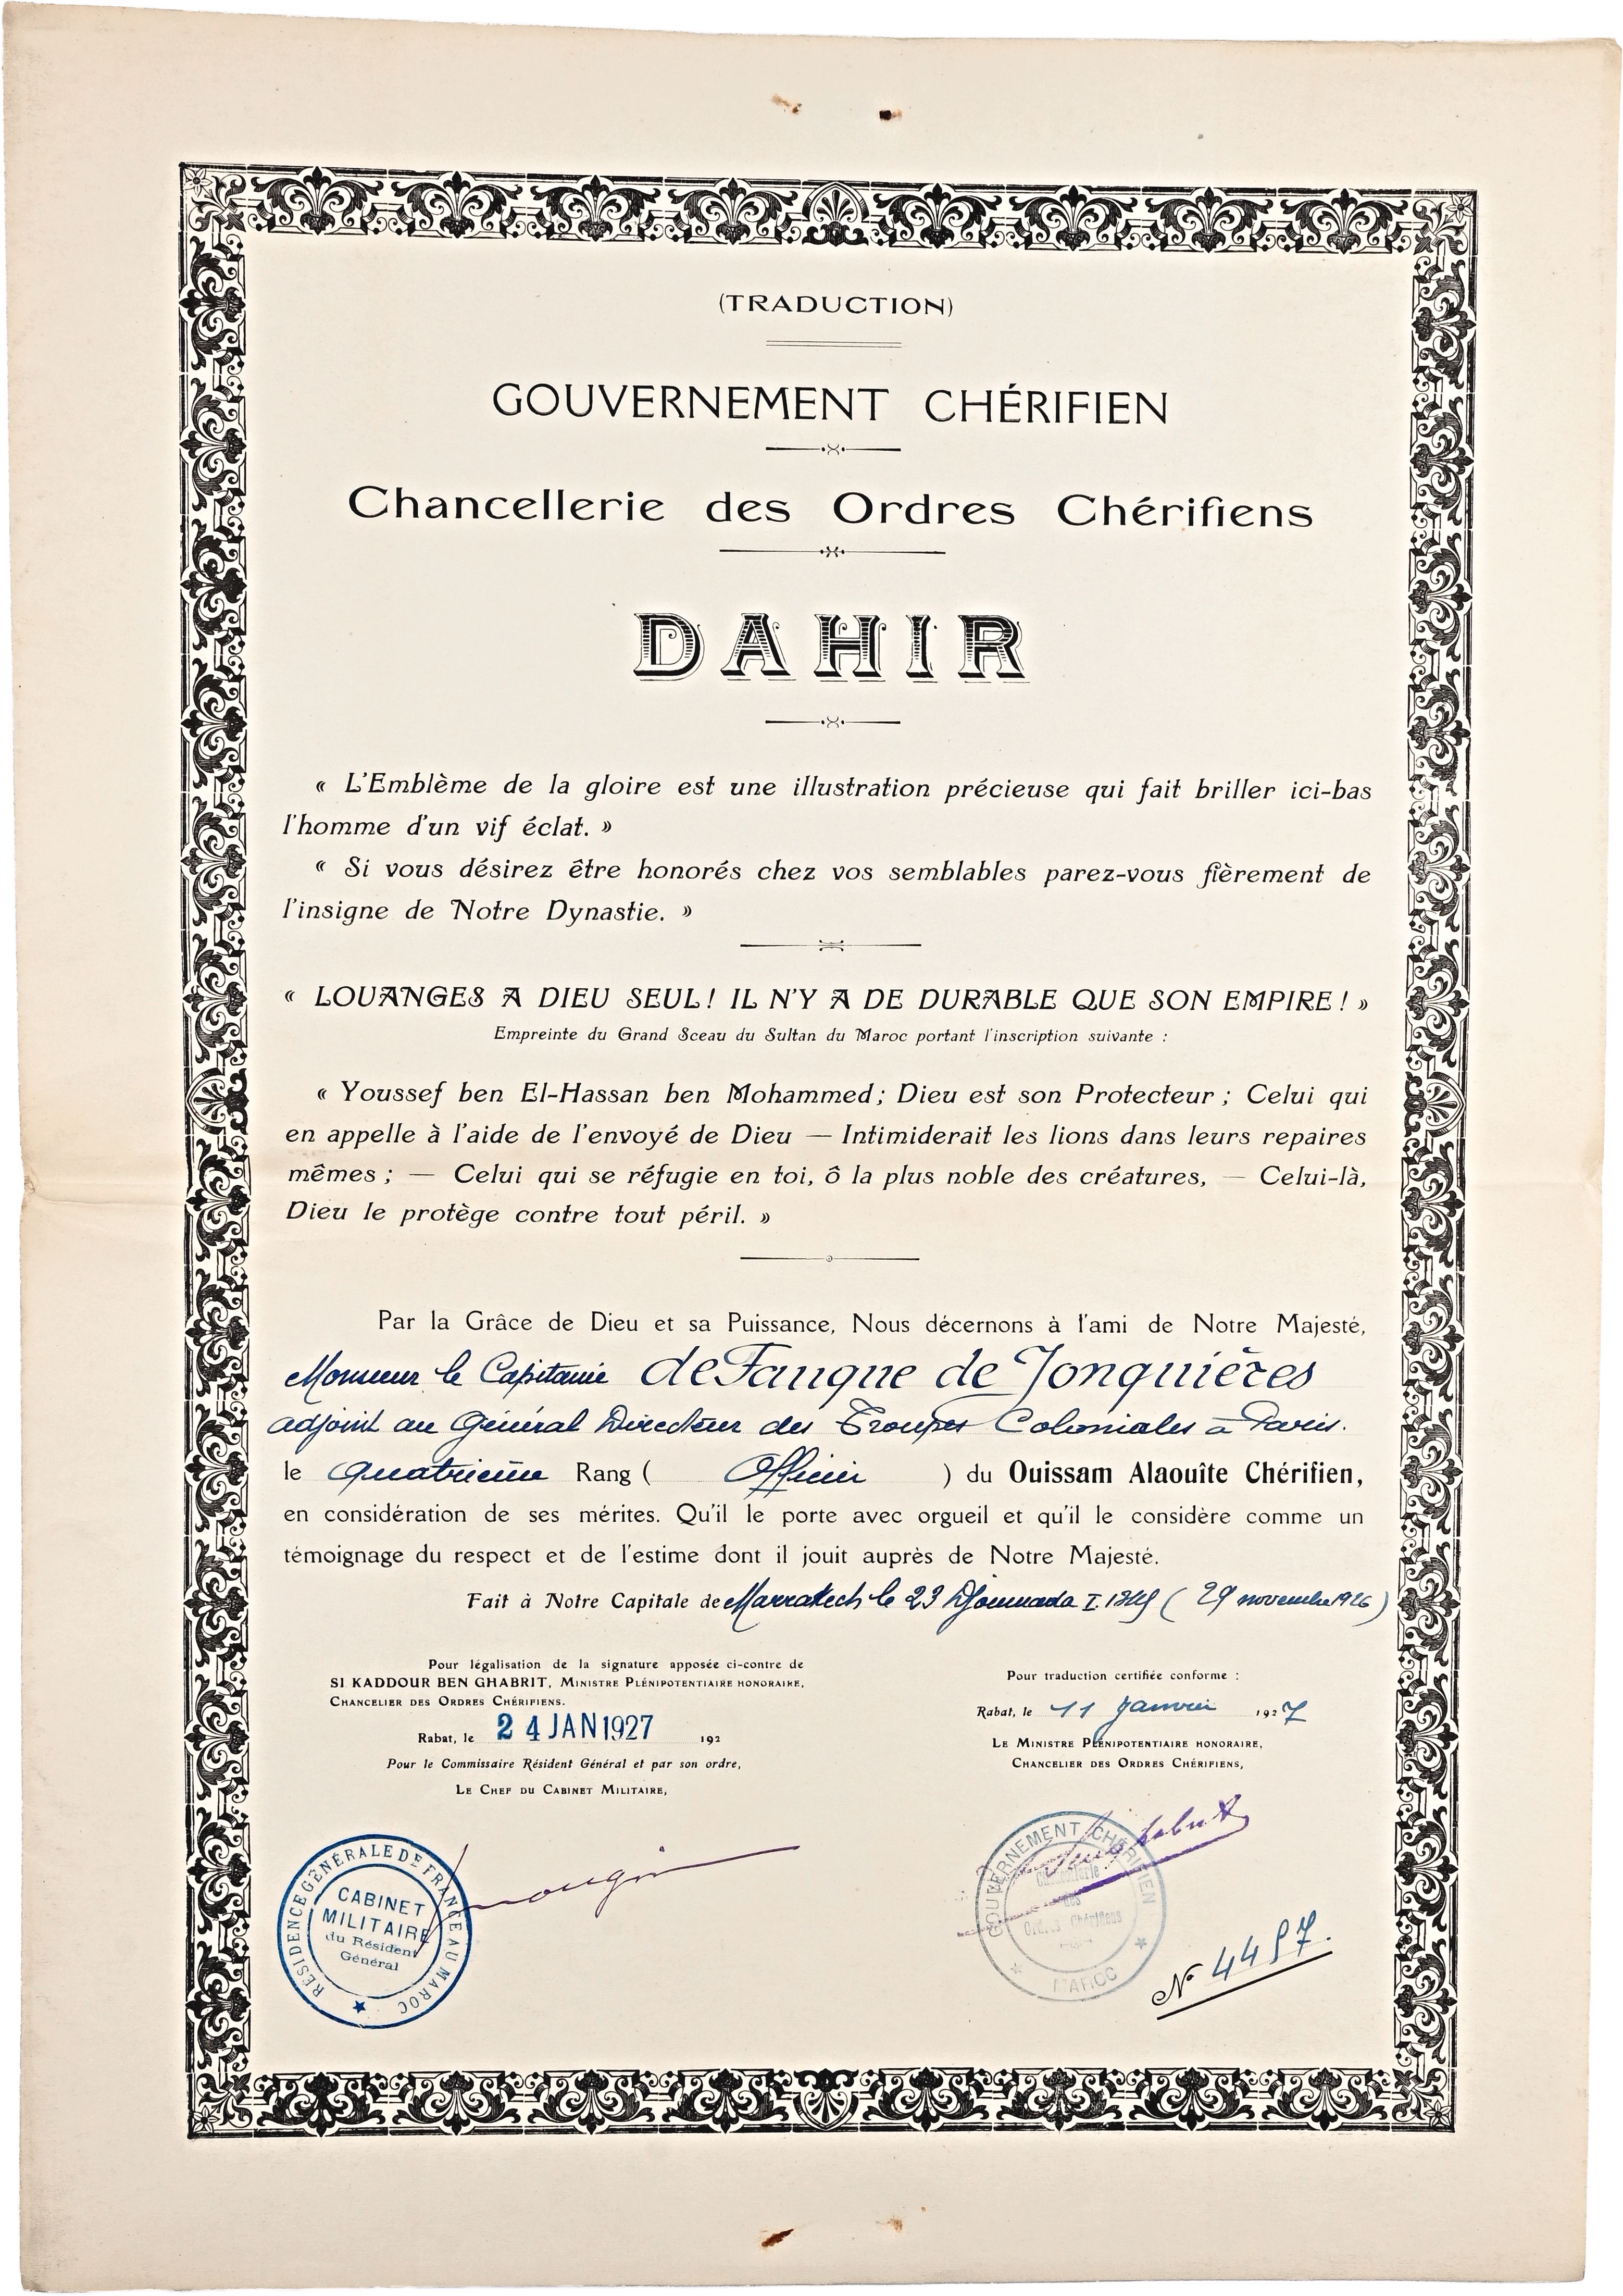 (TRADUCTION)
GOUVERNEMENT CHÉRIFIEN
Chancellerie des Ordres Chérifiens
DAHIR
« L'Emblème de la gloire est une illustration précieuse qui fait briller ici-bas
l'homme d'un vif éclat. »
« Si vous désirez être honorés chez vos semblables parez-vous fièrement de
l'insigne de Notre Dynastie. »
« LOUANGES A DIEU SEUL ! IL N'Y A DE DURABLE QUE SON EMPIRE ! »
Empreinte du Grand Sceau du Sultan du Maroc portant l'inscription suivante :
« Youssef ben El-Hassan ben Mohammed ; Dieu est son Protecteur ; Celui qui
en appelle à l'aide de l'envoyé de Dieu — Intimiderait les lions dans leurs repaires
mêmes ; — Celui qui se réfugie en toi, ô la plus noble des créatures, — Celui-là,
Dieu le protège contre tout péril. »
Par la Grâce de Dieu et sa Puissance, Nous décernons à l'ami de Notre Majesté,
Monsieur le Capitaine de Fauque de Jonquières
adjoint au Général Directeur des Troupes Coloniales à Paris.
le quatrième Rang ( Officier ) du Ouissam Alaouîte Chérifien,
en considération de ses mérites. Qu'il le porte avec orgueil et qu'il le considère comme un
témoignage du respect et de l'estime dont il jouit auprès de Notre Majesté.
Fait à Notre Capitale de Marrakech le 23 Djoumada I. 1345 ( 29 novembre 1926 )
Pour légalisation de la signature apposée ci-contre de
SI KADDOUR BEN GHABRIT, MINISTRE PLÉNIPOTENTIAIRE HONORAIRE,
CHANCELIER DES ORDRES CHÉRIFIENS.
Rabat, le 24 JAN 1927 192
Pour le Commissaire Résident Général et par son ordre,
LE CHEF DU CABINET MILITAIRE,
RÉSIDENCE GÉNÉRALE DE FRANCE AU MAROC
CABINET
MILITAIRE
du Résident
Général
Pour traduction certifiée conforme :
Rabat, le 11 Janvier 1927
LE MINISTRE PLÉNIPOTENTIAIRE HONORAIRE,
CHANCELIER DES ORDRES CHÉRIFIENS,
GOUVERNEMENT CHÉRIFIEN
Chancellerie
des
Ordres Chérifiens
MAROC
N° 4457.